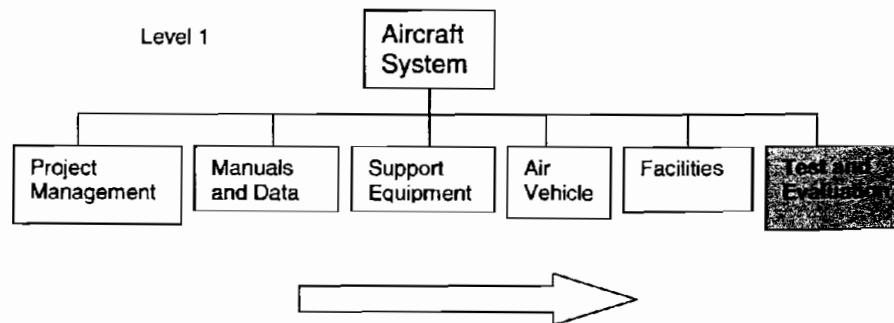 Level 1
Aircraft
System
Project
Management
Manuals
and Data
Support
Equipment
Air
Vehicle
Facilities
Test and
Evaluation